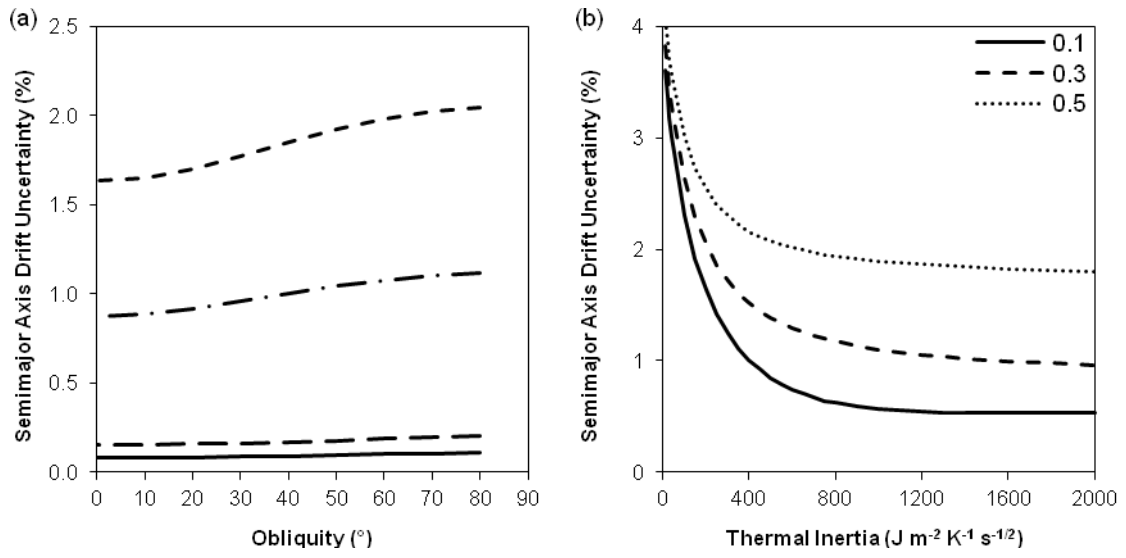 (a)
Semimajor Axis Drift Uncertainty (%)
2.5
2.0
1.5
1.0
0.5
0.0
0 10 20 30 40 50 60 70 80 90
Obliquity (°)
(b)
Semimajor Axis Drift Uncertainty (%)
4
3
2
1
0
0 400 800 1200 1600 2000
Thermal Inertia (J m⁻² K⁻¹ s⁻¹/²)
0.1
0.3
0.5